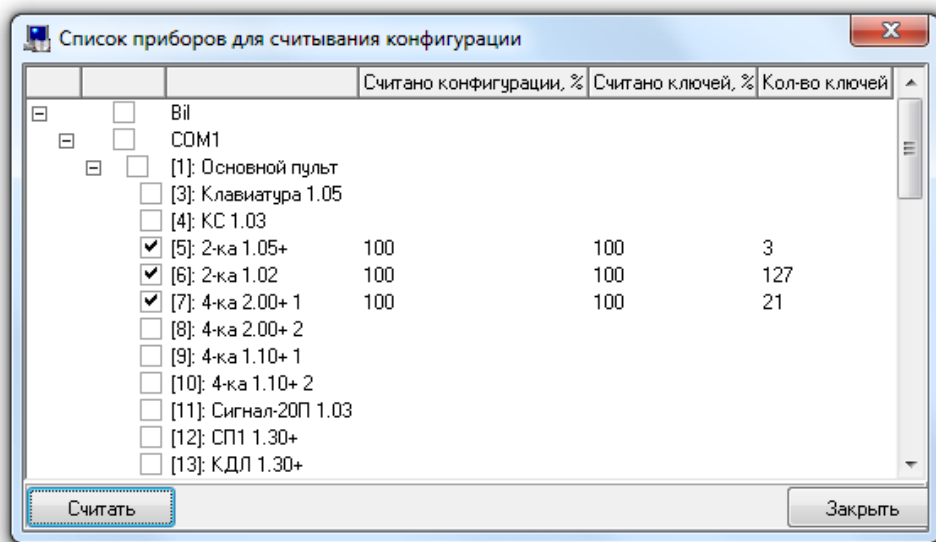 Список приборов для считывания конфигурации
Считано конфигурации, % Считано ключей, % Кол-во ключей
Bil
COM1
[1]: Основной пульт
[3]: Клавиатура 1.05
[4]: КС 1.03
[5]: 2-ка 1.05+ 100 100 3
[6]: 2-ка 1.02 100 100 127
[7]: 4-ка 2.00+ 1 100 100 21
[8]: 4-ка 2.00+ 2
[9]: 4-ка 1.10+ 1
[10]: 4-ка 1.10+ 2
[11]: Сигнал-20П 1.03
[12]: СП1 1.30+
[13]: КДЛ 1.30+
Считать Закрыть